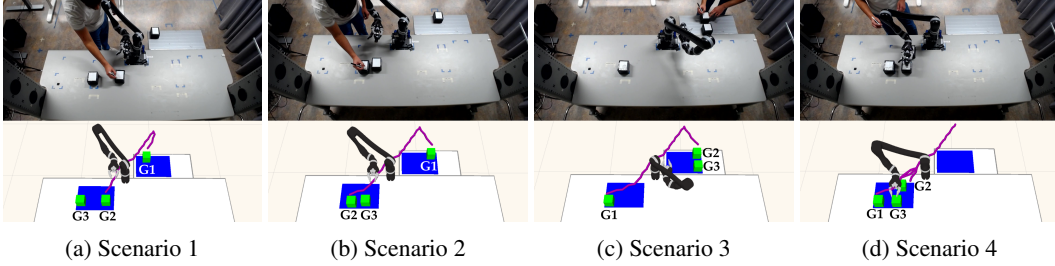 G1
G3 G2
G1
G2 G3
G2
G3
G1
G2
G1 G3
(a) Scenario 1 (b) Scenario 2 (c) Scenario 3 (d) Scenario 4